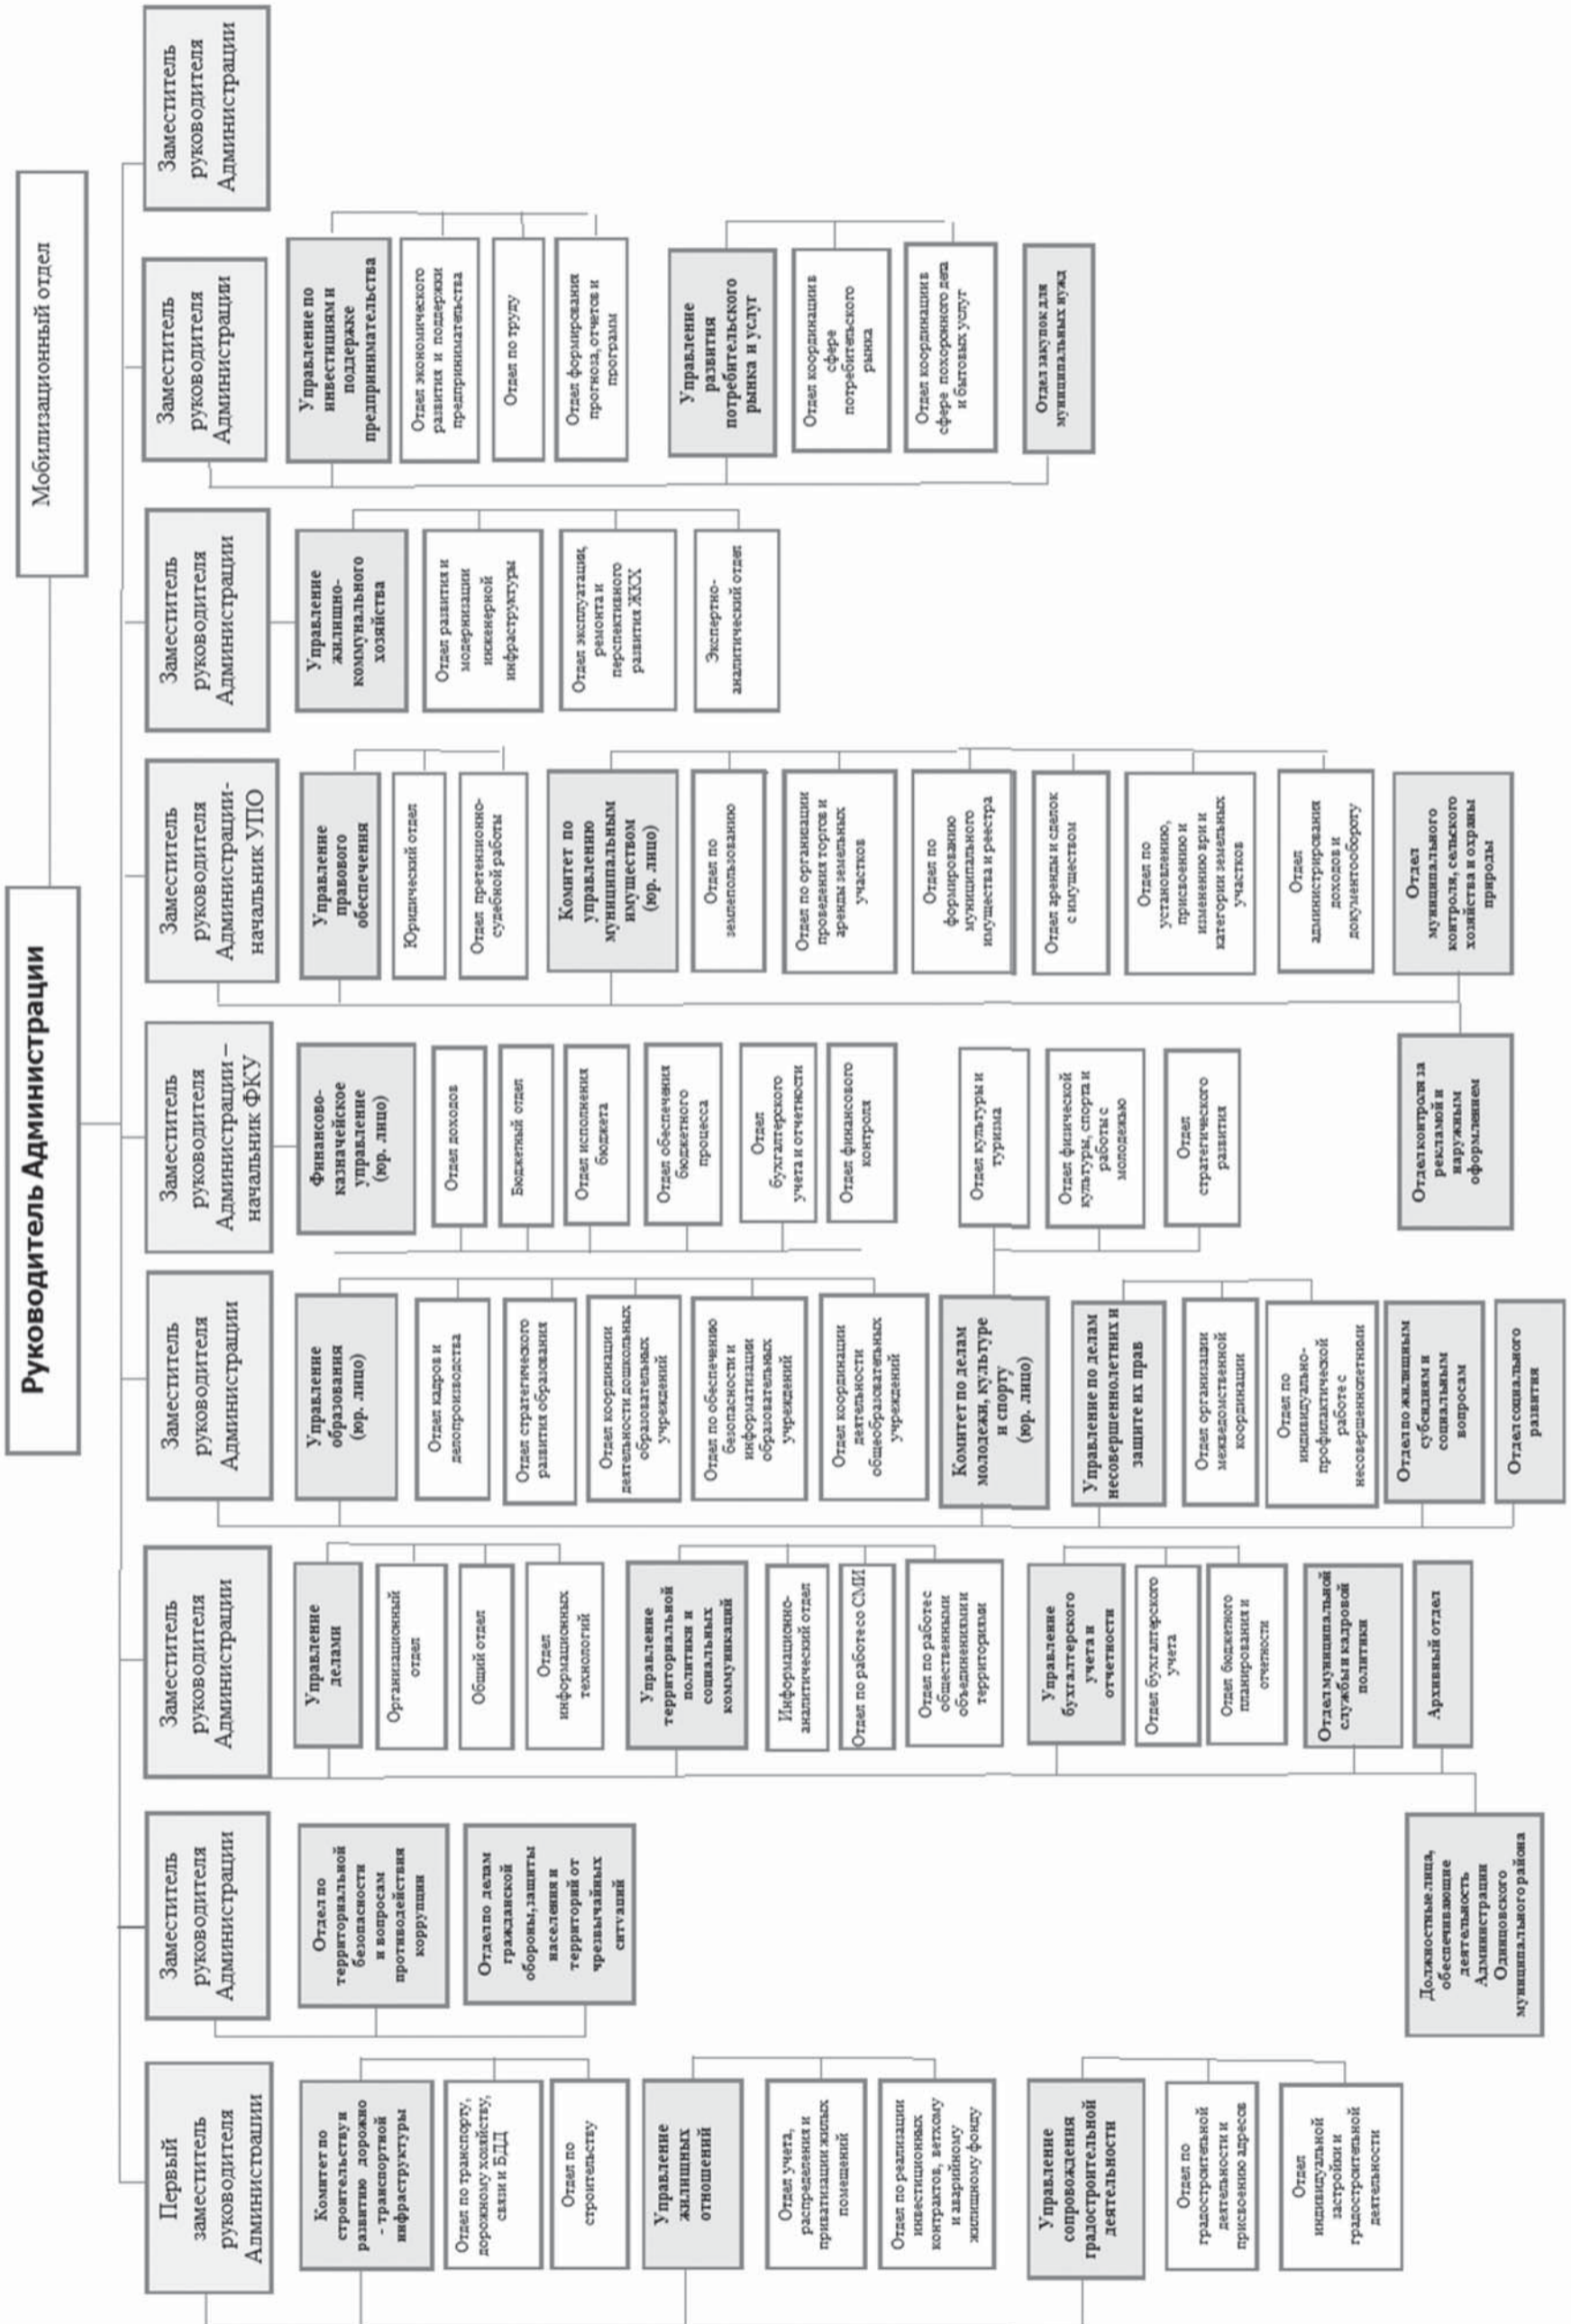 Руководитель Администрации
Мобилизационный отдел
Первый
заместитель
руководителя
Администрации
Комитет по
строительству и
развитию дорожно
- транспортной
инфраструктуры
Отдел по транспорту,
дорожному хозяйству,
связи и БДД
Отдел по
строительству
Управление
жилищных
отношений
Отдел учета,
распределения и
приватизации жилых
помещений
Отдел по реализации
инвестиционных
контрактов, ветхому
и аварийному
жилищному фонду
Управление
сопровождения
градостроительной
деятельности
Отдел по
градостроительной
деятельности и
присвоению адресов
Отдел
индивидуальной
застройки и
градостроительной
деятельности
Заместитель
руководителя
Администрации
Отдел по
территориальной
безопасности
и вопросам
противодействия
коррупции
Отдел по делам
гражданской
обороны, защиты
населения и
территорий от
чрезвычайных
ситуаций
Должностные лица,
обеспечивающие
деятельность
Администрации
Одинцовского
муниципального района
Заместитель
руководителя
Администрации
Управление
делами
Организационный
отдел
Общий отдел
Отдел
информационных
технологий
Управление
территориальной
политики и
социальных
коммуникаций
Информационно-
аналитический отдел
Отдел по работе со СМИ
Отдел по работе с
общественными
объединениями и
территориями
Управление
бухгалтерского
учета и
отчетности
Отдел бухгалтерского
учета
Отдел бюджетного
планирования и
отчетности
Отдел муниципальной
службы и кадровой
политики
Архивный отдел
Заместитель
руководителя
Администрации
Управление
образования
(юр. лицо)
Отдел кадров и
делопроизводства
Отдел стратегического
развития образования
Отдел координации
деятельности дошкольных
образовательных
учреждений
Отдел по обеспечению
безопасности и
информатизации
образовательных
учреждений
Отдел координации
деятельности
общеобразовательных
учреждений
Комитет по делам
молодежи, культуре
и спорту
(юр. лицо)
Управление по делам
несовершеннолетних и
защите их прав
Отдел организации
межведомственной
координации
Отдел по
индивидуально-
профилактической
работе с
несовершеннолетними
Отдел по жилищным
субсидиям и
социальным
вопросам
Отдел социального
развития
Заместитель
руководителя
Администрации –
начальник ФКУ
Финансово-
казначейское
управление
(юр. лицо)
Отдел доходов
Бюджетный отдел
Отдел исполнения
бюджета
Отдел обеспечения
бюджетного
процесса
Отдел
бухгалтерского
учета и отчетности
Отдел финансового
контроля
Отдел культуры и
туризма
Отдел физической
культуры, спорта и
работы с
молодежью
Отдел
стратегического
развития
Отдел контроля за
рекламой и
наружным
оформлением
Заместитель
руководителя
Администрации-
начальник УПО
Управление
правового
обеспечения
Юридический отдел
Отдел претензионно-
судебной работы
Комитет по
управлению
муниципальным
имуществом
(юр. лицо)
Отдел по
землепользованию
Отдел по организации
проведения торгов и
аренды земельных
участков
Отдел по
формированию
муниципального
имущества и реестра
Отдел аренды и сделок
с имуществом
Отдел по
установлению,
присвоению и
изменению ври и
категории земельных
участков
Отдел
администрирования
доходов и
документообороту
Отдел
муниципального
контроля, сельского
хозяйства и охраны
природы
Заместитель
руководителя
Администрации
Управление
жилищно-
коммунального
хозяйства
Отдел развития и
модернизации
инженерной
инфраструктуры
Отдел эксплуатации,
ремонта и
перспективного
развития ЖКХ
Экспертно-
аналитический отдел
Заместитель
руководителя
Администрации
Управление по
инвестициям и
поддержке
предпринимательства
Отдел экономического
развития и поддержки
предпринимательства
Отдел по труду
Отдел формирования
прогноза, отчетов и
программ
Управление
развития
потребительского
рынка и услуг
Отдел координации в
сфере
потребительского
рынка
Отдел координации в
сфере похоронного дела
и бытовых услуг
Отдел закупок для
муниципальных нужд
Заместитель
руководителя
Администрации